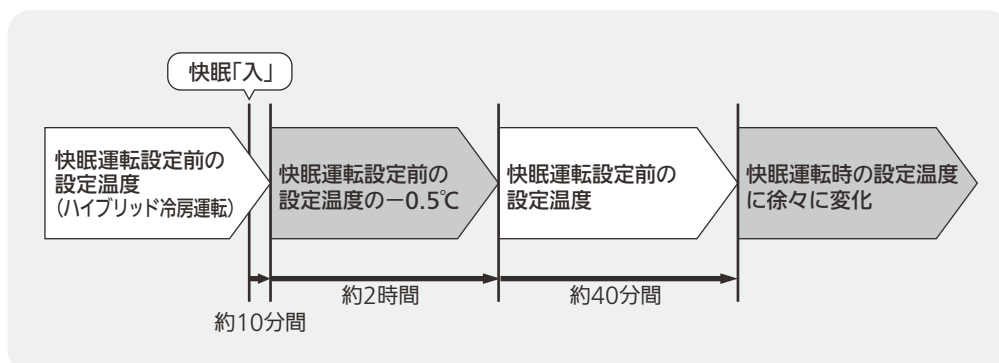 快眠「入」
快眠運転設定前の
設定温度
（ハイブリッド冷房運転）
快眠運転設定前の
設定温度の－0.5℃
快眠運転設定前の
設定温度
快眠運転時の設定温度
に徐々に変化
約10分間
約2時間
約40分間